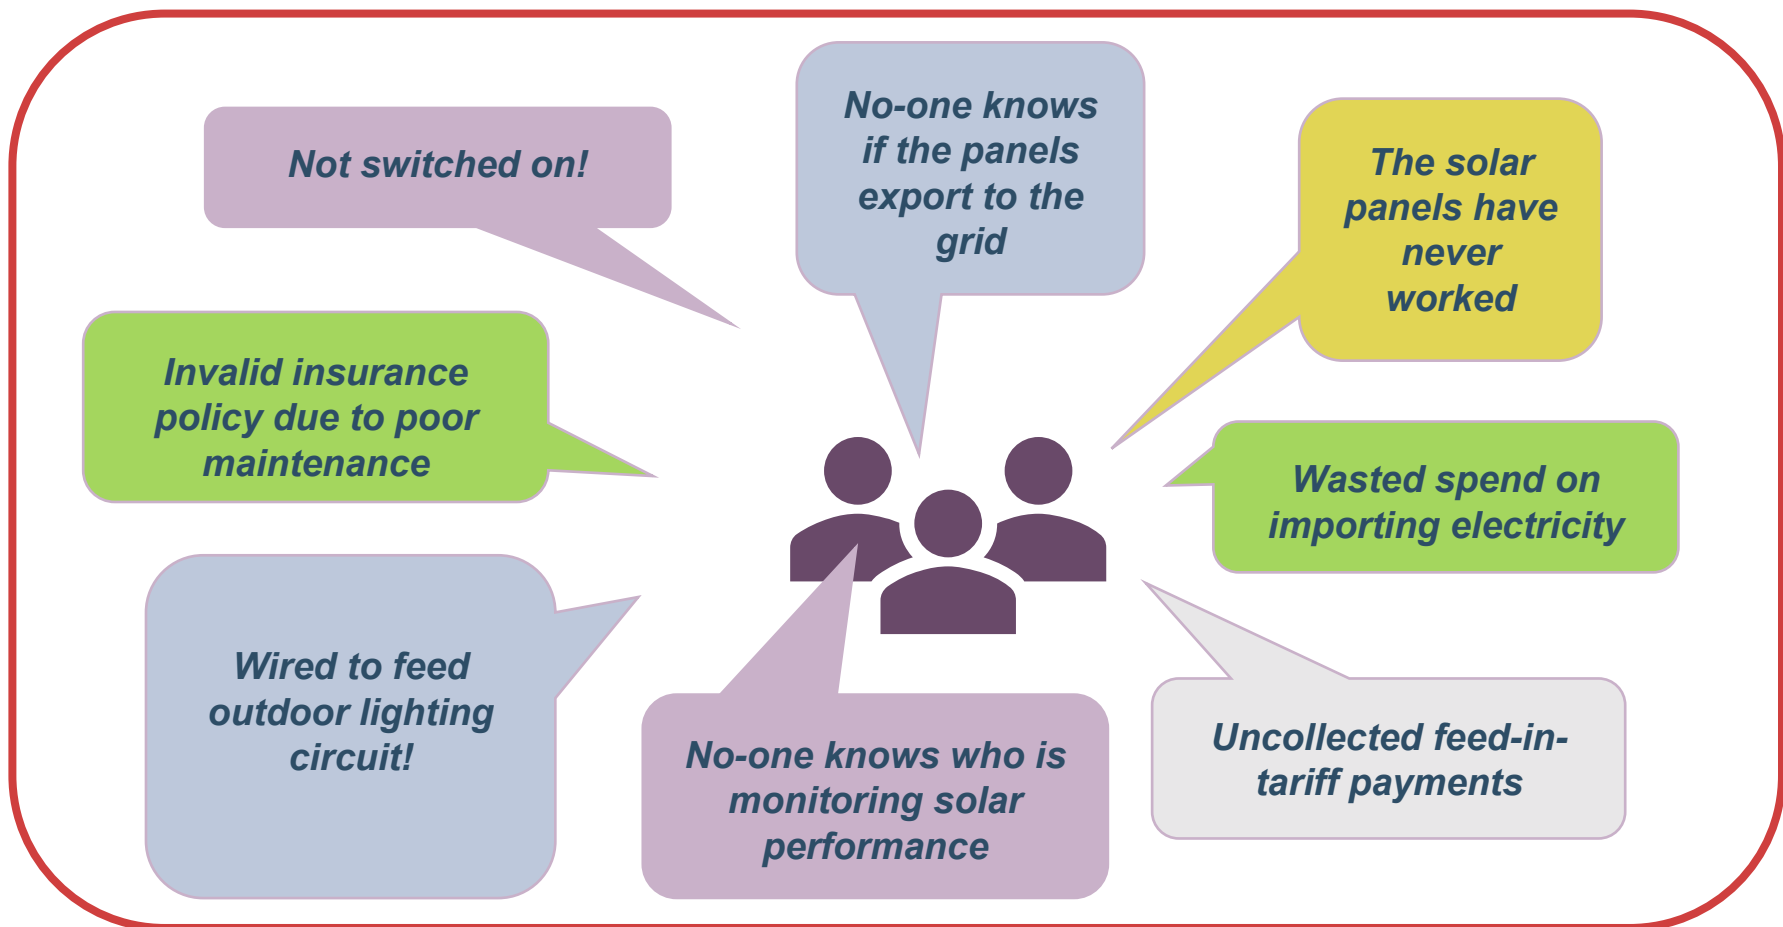 Not switched on!
No-one knows
if the panels
export to the
grid
The solar
panels have
never
worked
Invalid insurance
policy due to poor
maintenance
Wasted spend on
importing electricity
Wired to feed
outdoor lighting
circuit!
No-one knows who is
monitoring solar
performance
Uncollected feed-in-
tariff payments